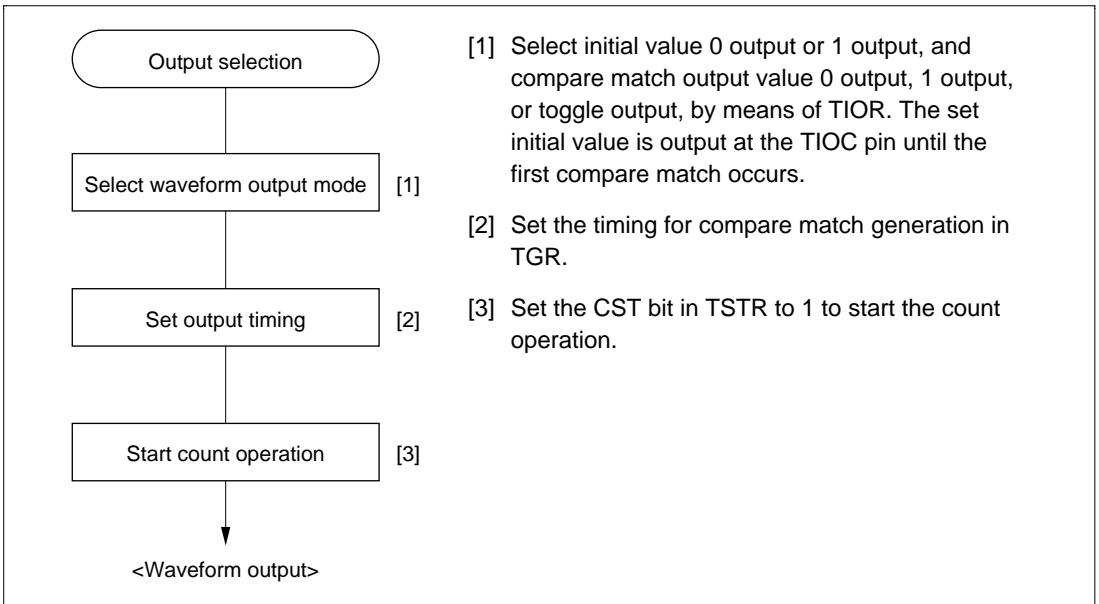 Output selection
Select waveform output mode [1]
Set output timing [2]
Start count operation [3]
<Waveform output>
[1] Select initial value 0 output or 1 output, and
compare match output value 0 output, 1 output,
or toggle output, by means of TIOR. The set
initial value is output at the TIOC pin until the
first compare match occurs.
[2] Set the timing for compare match generation in
TGR.
[3] Set the CST bit in TSTR to 1 to start the count
operation.